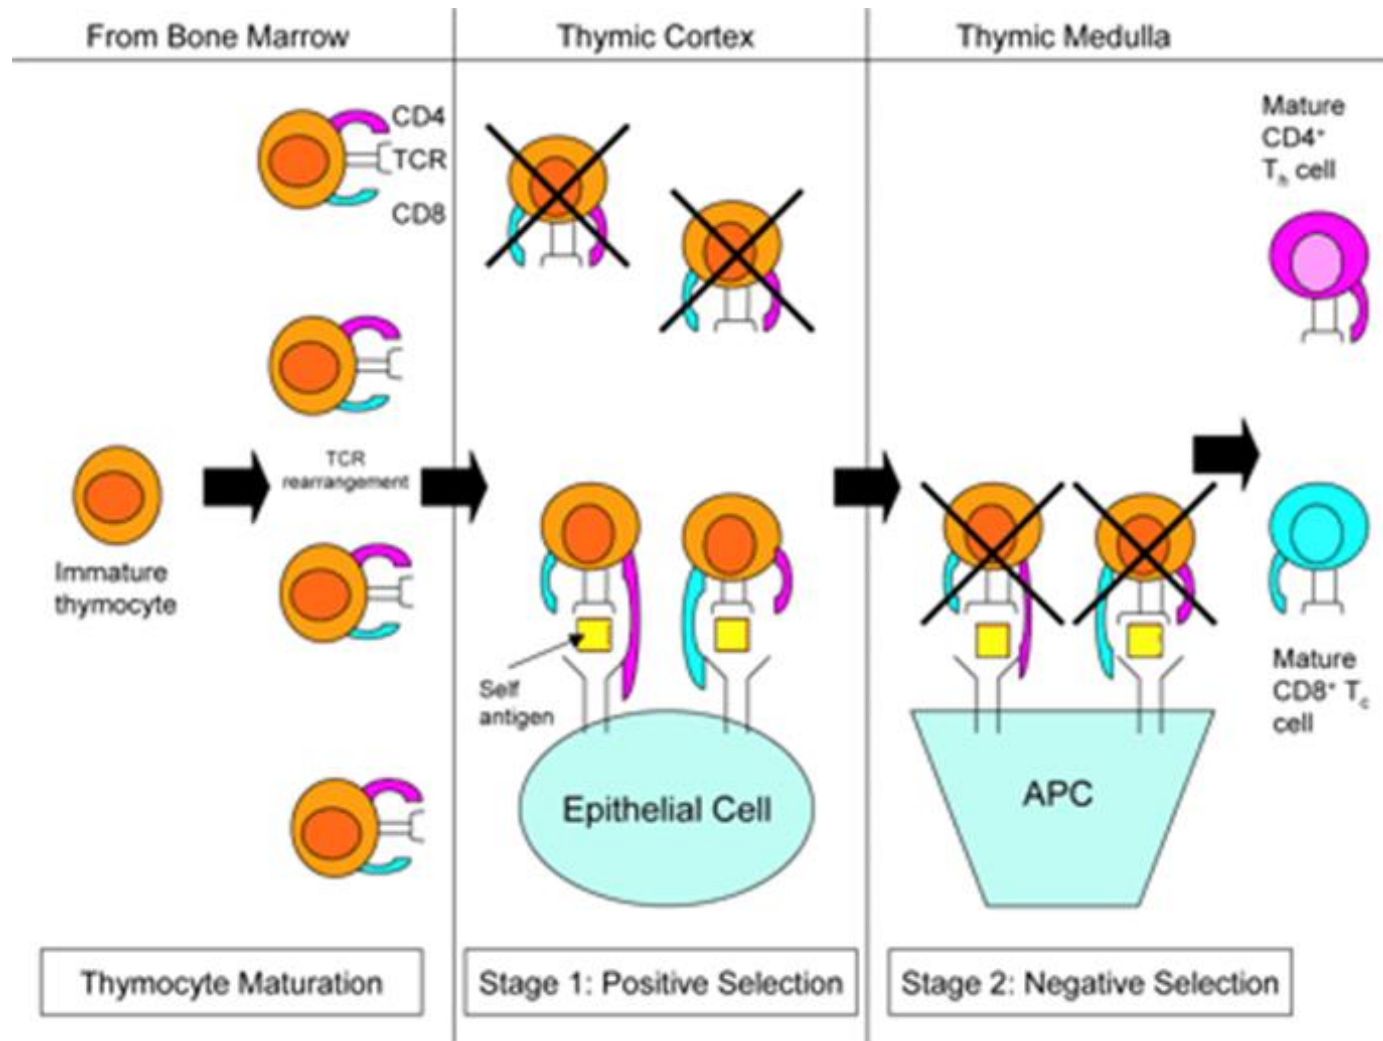 From Bone Marrow
Thymic Cortex
Thymic Medulla
CD4
TCR
CD8
TCR
rearrangement
Immature
thymocyte
Self
antigen
Epithelial Cell
APC
Mature
CD4⁺
Tₕ cell
Mature
CD8⁺ T꜀
cell
Thymocyte Maturation
Stage 1: Positive Selection
Stage 2: Negative Selection